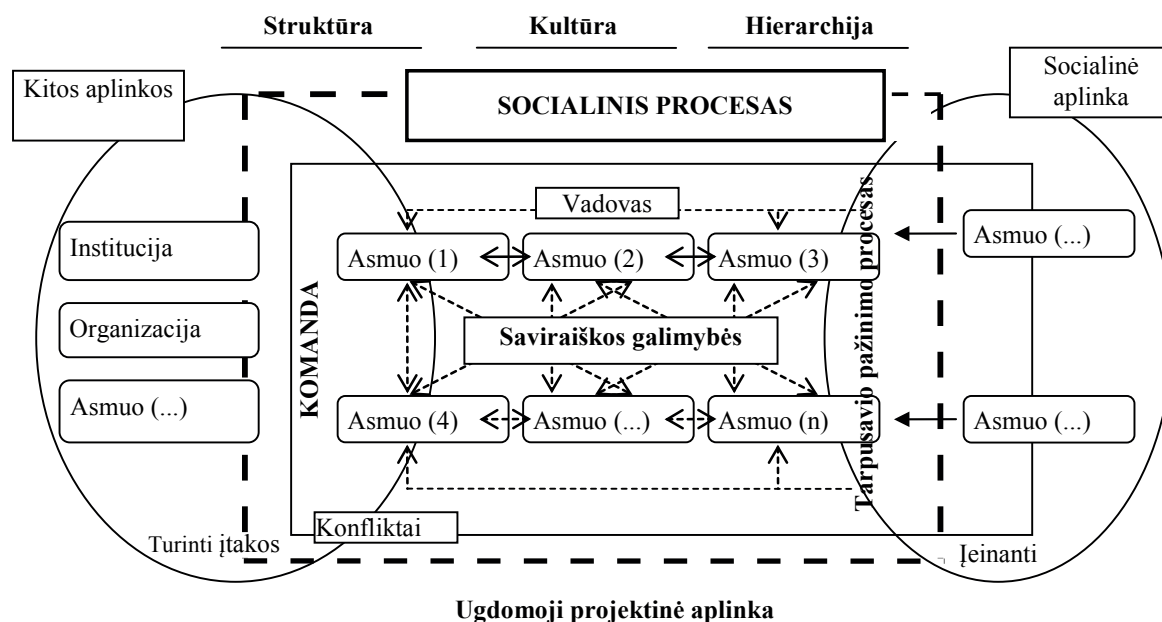 Struktūra
Kultūra
Hierarchija
Kitos aplinkos
SOCIALINIS PROCESAS
Socialinė
aplinka
Vadovas
Institucija
Asmuo (1)
Asmuo (2)
Asmuo (3)
Asmuo (...)
Organizacija
KOMANDA
Saviraiškos galimybės
Tarpusavio pažinimo procesas
Asmuo (...)
Asmuo (4)
Asmuo (...)
Asmuo (n)
Asmuo (...)
Konfliktai
Turinti įtakos
Įeinanti
Ugdomoji projektinė aplinka